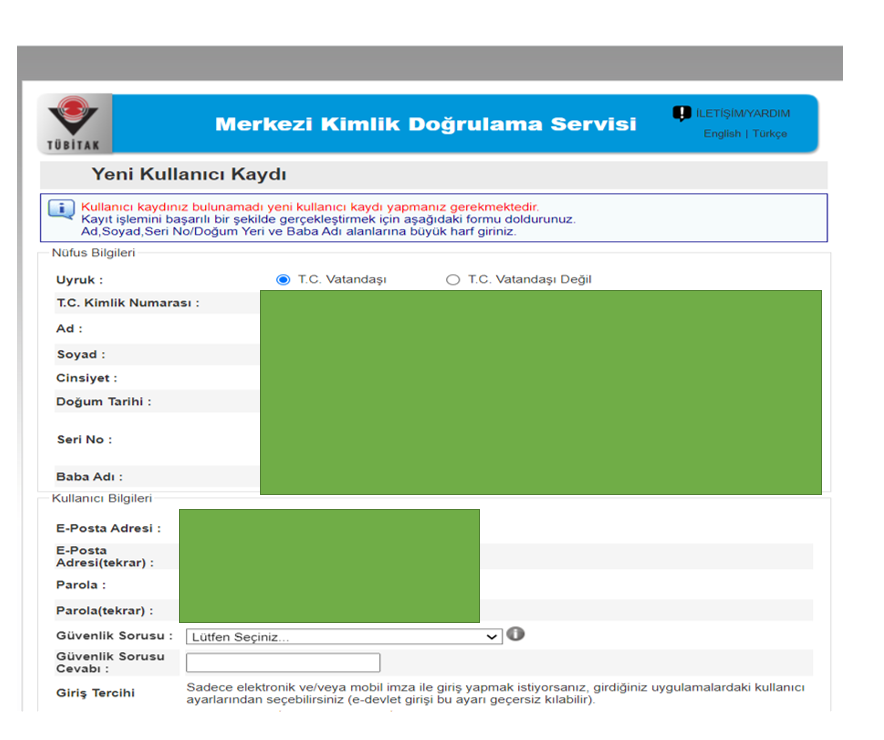 TÜBİTAK
Merkezi Kimlik Doğrulama Servisi
İLETİŞİM/YARDIM
English | Türkçe
Yeni Kullanıcı Kaydı
Kullanıcı kaydınız bulunamadı yeni kullanıcı kaydı yapmanız gerekmektedir.
Kayıt işlemini başarılı bir şekilde gerçekleştirmek için aşağıdaki formu doldurunuz.
Ad,Soyad,Seri No/Doğum Yeri ve Baba Adı alanlarına büyük harf giriniz.
Nüfus Bilgileri
Uyruk : T.C. Vatandaşı T.C. Vatandaşı Değil
T.C. Kimlik Numarası :
Ad :
Soyad :
Cinsiyet :
Doğum Tarihi :
Seri No :
Baba Adı :
Kullanıcı Bilgileri
E-Posta Adresi :
E-Posta
Adresi(tekrar) :
Parola :
Parola(tekrar) :
Güvenlik Sorusu : Lütfen Seçiniz...
Güvenlik Sorusu
Cevabı :
Giriş Tercihi
Sadece elektronik ve/veya mobil imza ile giriş yapmak istiyorsanız, girdiğiniz uygulamalardaki kullanıcı
ayarlarından seçebilirsiniz (e-devlet girişi bu ayarı geçersiz kılabilir).